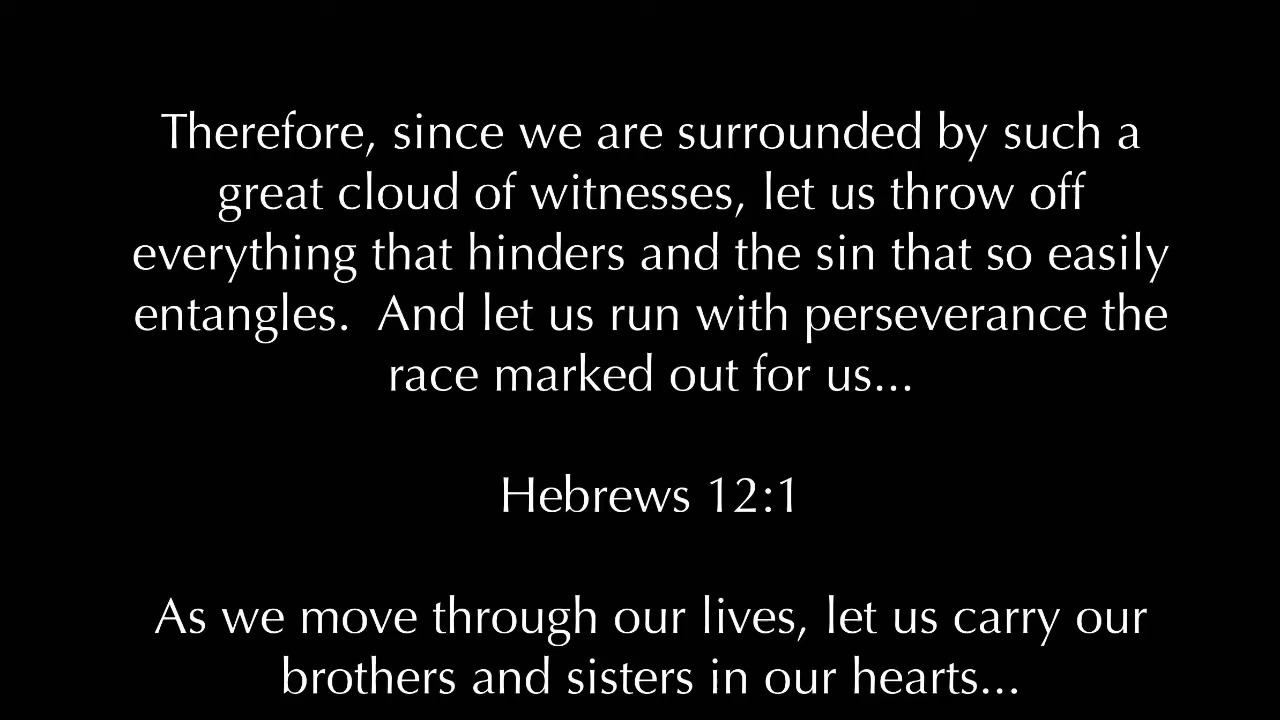 Therefore, since we are surrounded by such a
great cloud of witnesses, let us throw off
everything that hinders and the sin that so easily
entangles.  And let us run with perseverance the
race marked out for us...
Hebrews 12:1
As we move through our lives, let us carry our
brothers and sisters in our hearts...